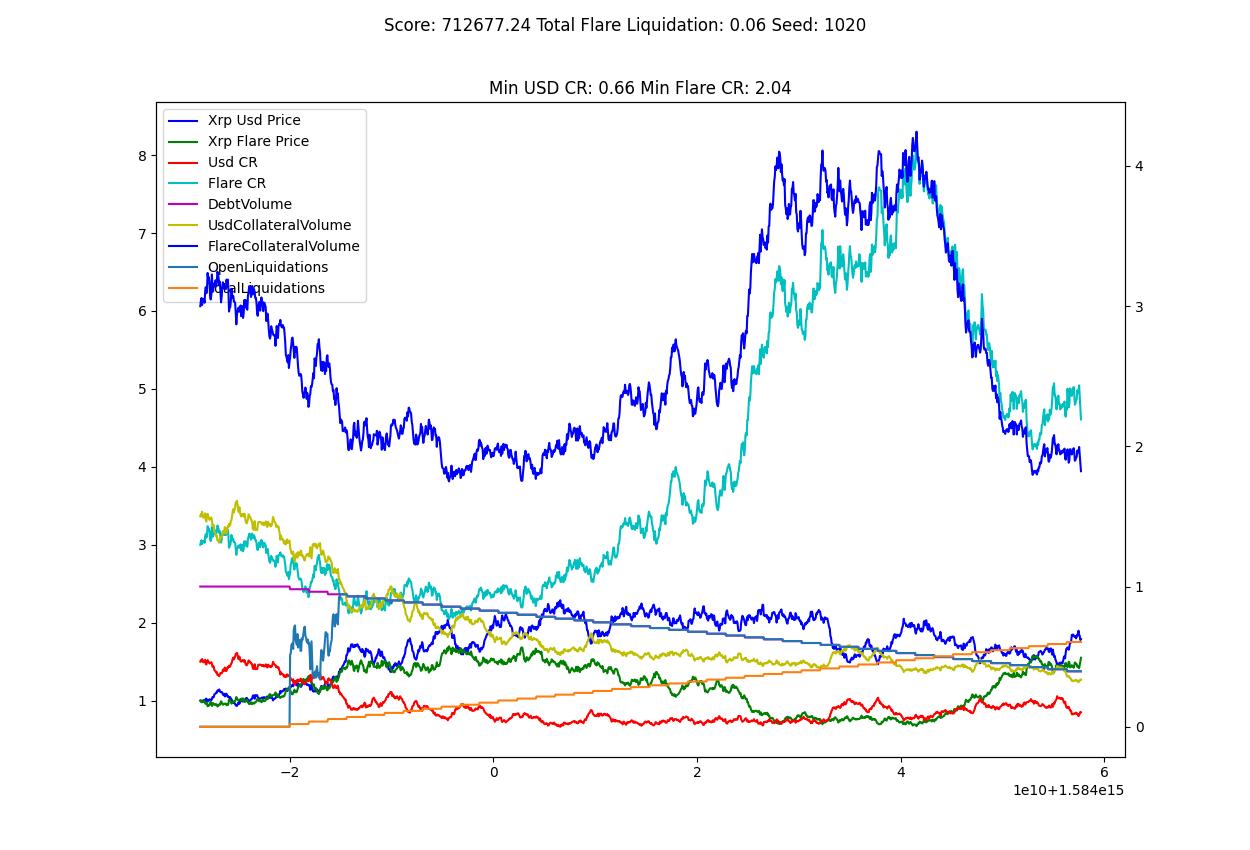 Score: 712677.24 Total Flare Liquidation: 0.06 Seed: 1020
Min USD CR: 0.66 Min Flare CR: 2.04
Xrp Usd Price
Xrp Flare Price
Usd CR
Flare CR
DebtVolume
UsdCollateralVolume
FlareCollateralVolume
OpenLiquidations
TotalLiquidations
8
7
6
5
4
3
2
1
4
3
2
1
0
−2
0
2
4
6
1e10+1.584e15